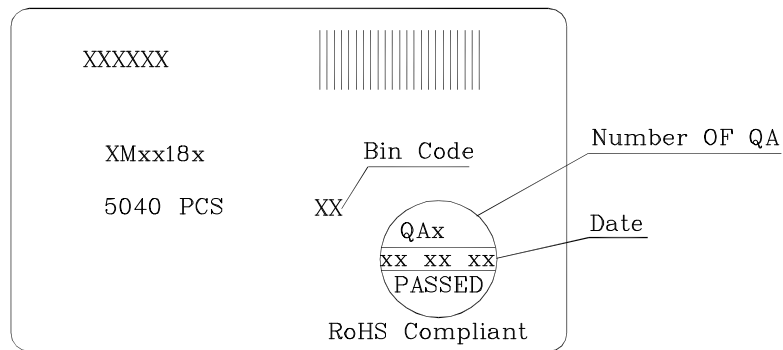 XXXXXX
Number OF QA
XMxx18x
Bin Code
5040 PCS
XX
Date
QAx
xx xx xx
PASSED
RoHS Compliant